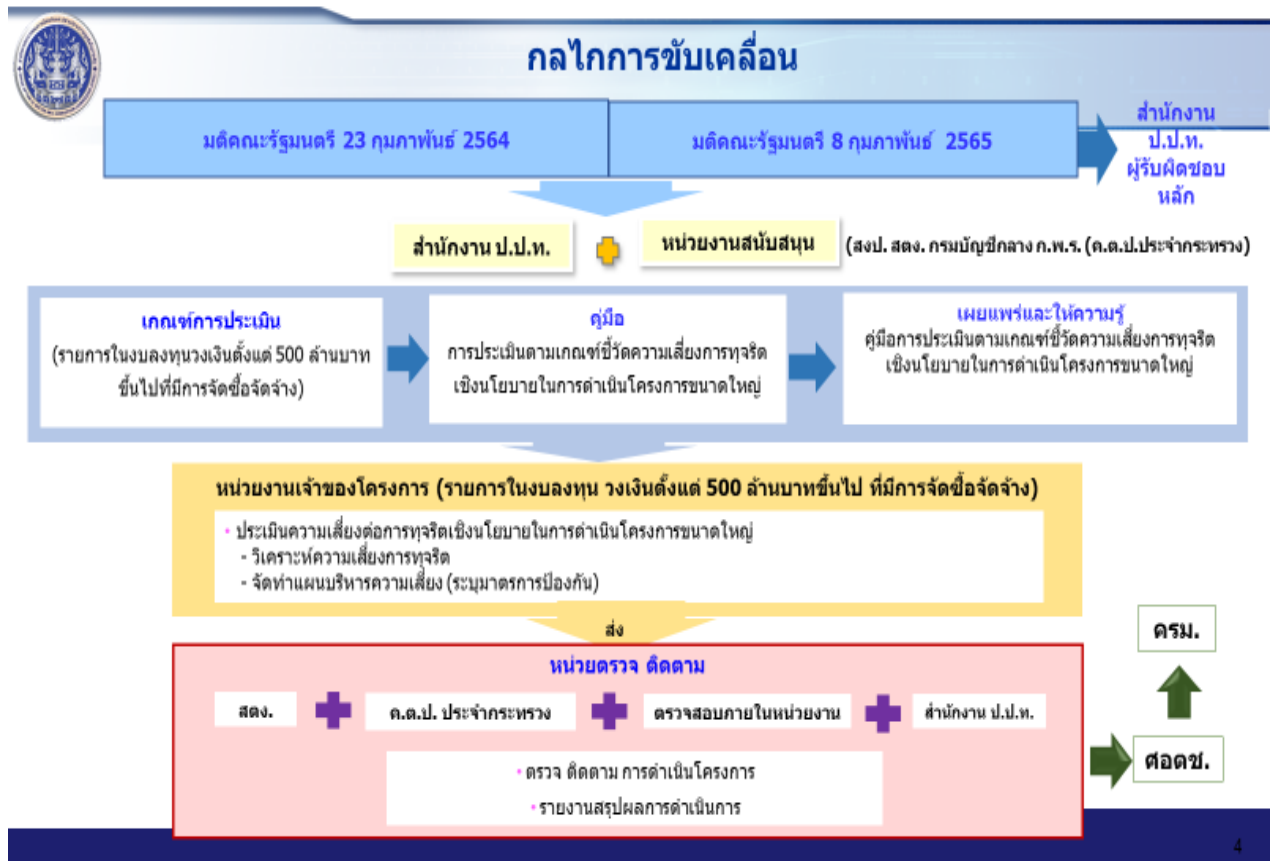 กลไกการขับเคลื่อน
มติคณะรัฐมนตรี 23 กุมภาพันธ์ 2564
มติคณะรัฐมนตรี 8 กุมภาพันธ์ 2565
สำนักงาน
ป.ป.ท.
ผู้รับผิดชอบ
หลัก
สำนักงาน ป.ป.ท.
หน่วยงานสนับสนุน
(สงป. สตง. กรมบัญชีกลาง ก.พ.ร. (ค.ต.ป.ประจำกระทรวง)
เกณฑ์การประเมิน
(รายการในงบลงทุนวงเงินตั้งแต่ 500 ล้านบาท
ขึ้นไปที่มีการจัดซื้อจัดจ้าง)
คู่มือ
การประเมินตามเกณฑ์ชี้วัดความเสี่ยงการทุจริต
เชิงนโยบายในการดำเนินโครงการขนาดใหญ่
เผยแพร่และให้ความรู้
คู่มือการประเมินตามเกณฑ์ชี้วัดความเสี่ยงการทุจริต
เชิงนโยบายในการดำเนินโครงการขนาดใหญ่
หน่วยงานเจ้าของโครงการ (รายการในงบลงทุน วงเงินตั้งแต่ 500 ล้านบาทขึ้นไป ที่มีการจัดซื้อจัดจ้าง)
• ประเมินความเสี่ยงต่อการทุจริตเชิงนโยบายในการดำเนินโครงการขนาดใหญ่
- วิเคราะห์ความเสี่ยงการทุจริต
- จัดทำแผนบริหารความเสี่ยง (ระบุมาตรการป้องกัน)
ส่ง
หน่วยตรวจ ติดตาม
สตง.
ค.ต.ป. ประจำกระทรวง
ตรวจสอบภายในหน่วยงาน
สำนักงาน ป.ป.ท.
• ตรวจ ติดตาม การดำเนินโครงการ
• รายงานสรุปผลการดำเนินการ
ครม.
ศอตช.
4